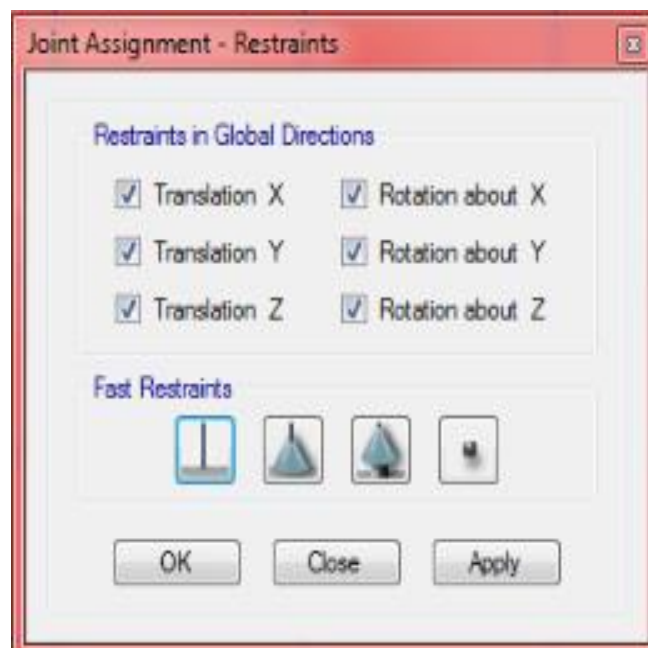 Joint Assignment - Restraints
Restraints in Global Directions
Translation X Rotation about X
Translation Y Rotation about Y
Translation Z Rotation about Z
Fast Restraints
OK Close Apply